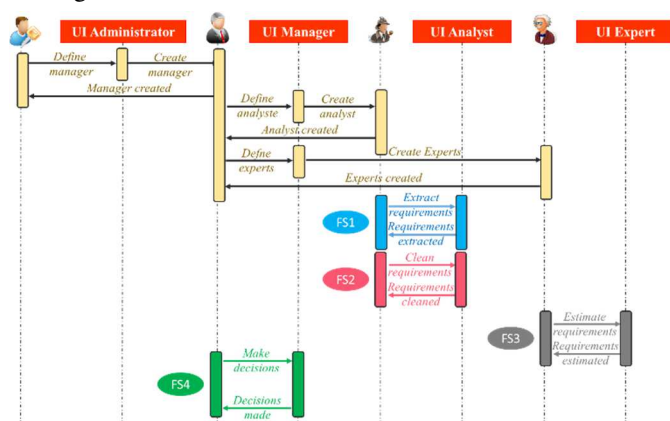 UI Administrator
UI Manager
UI Analyst
UI Expert
Define
manager
Create
manager
Manager created
Define
analyste
Create
analyst
Analyst created
Defne
experts
Create Experts
Experts created
FS1
Extract
requirements
Requirements
extracted
FS2
Clean
requirements
Requirements
cleaned
FS3
Estimate
requirements
Requirements
estimated
FS4
Make
decisions
Decisions
made